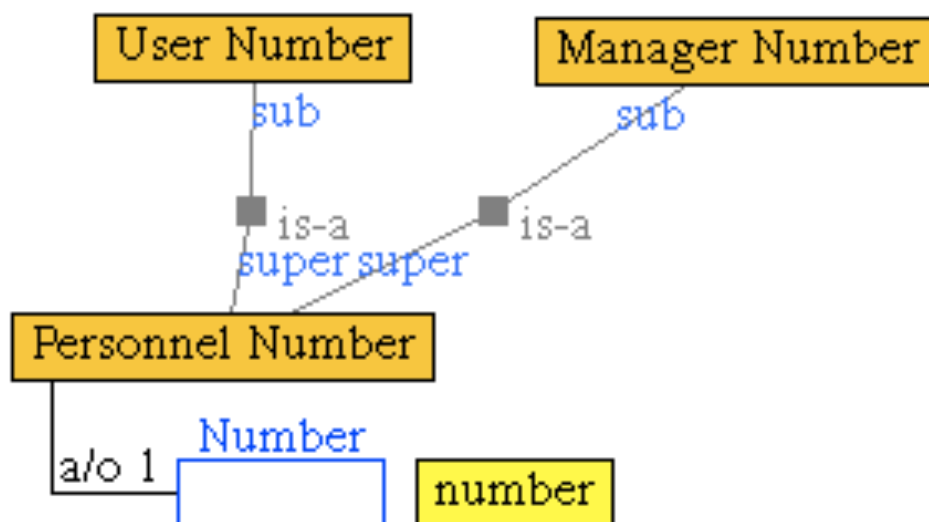 User Number
Manager Number
sub
sub
is-a
is-a
super
super
Personnel Number
Number
a/o 1
number